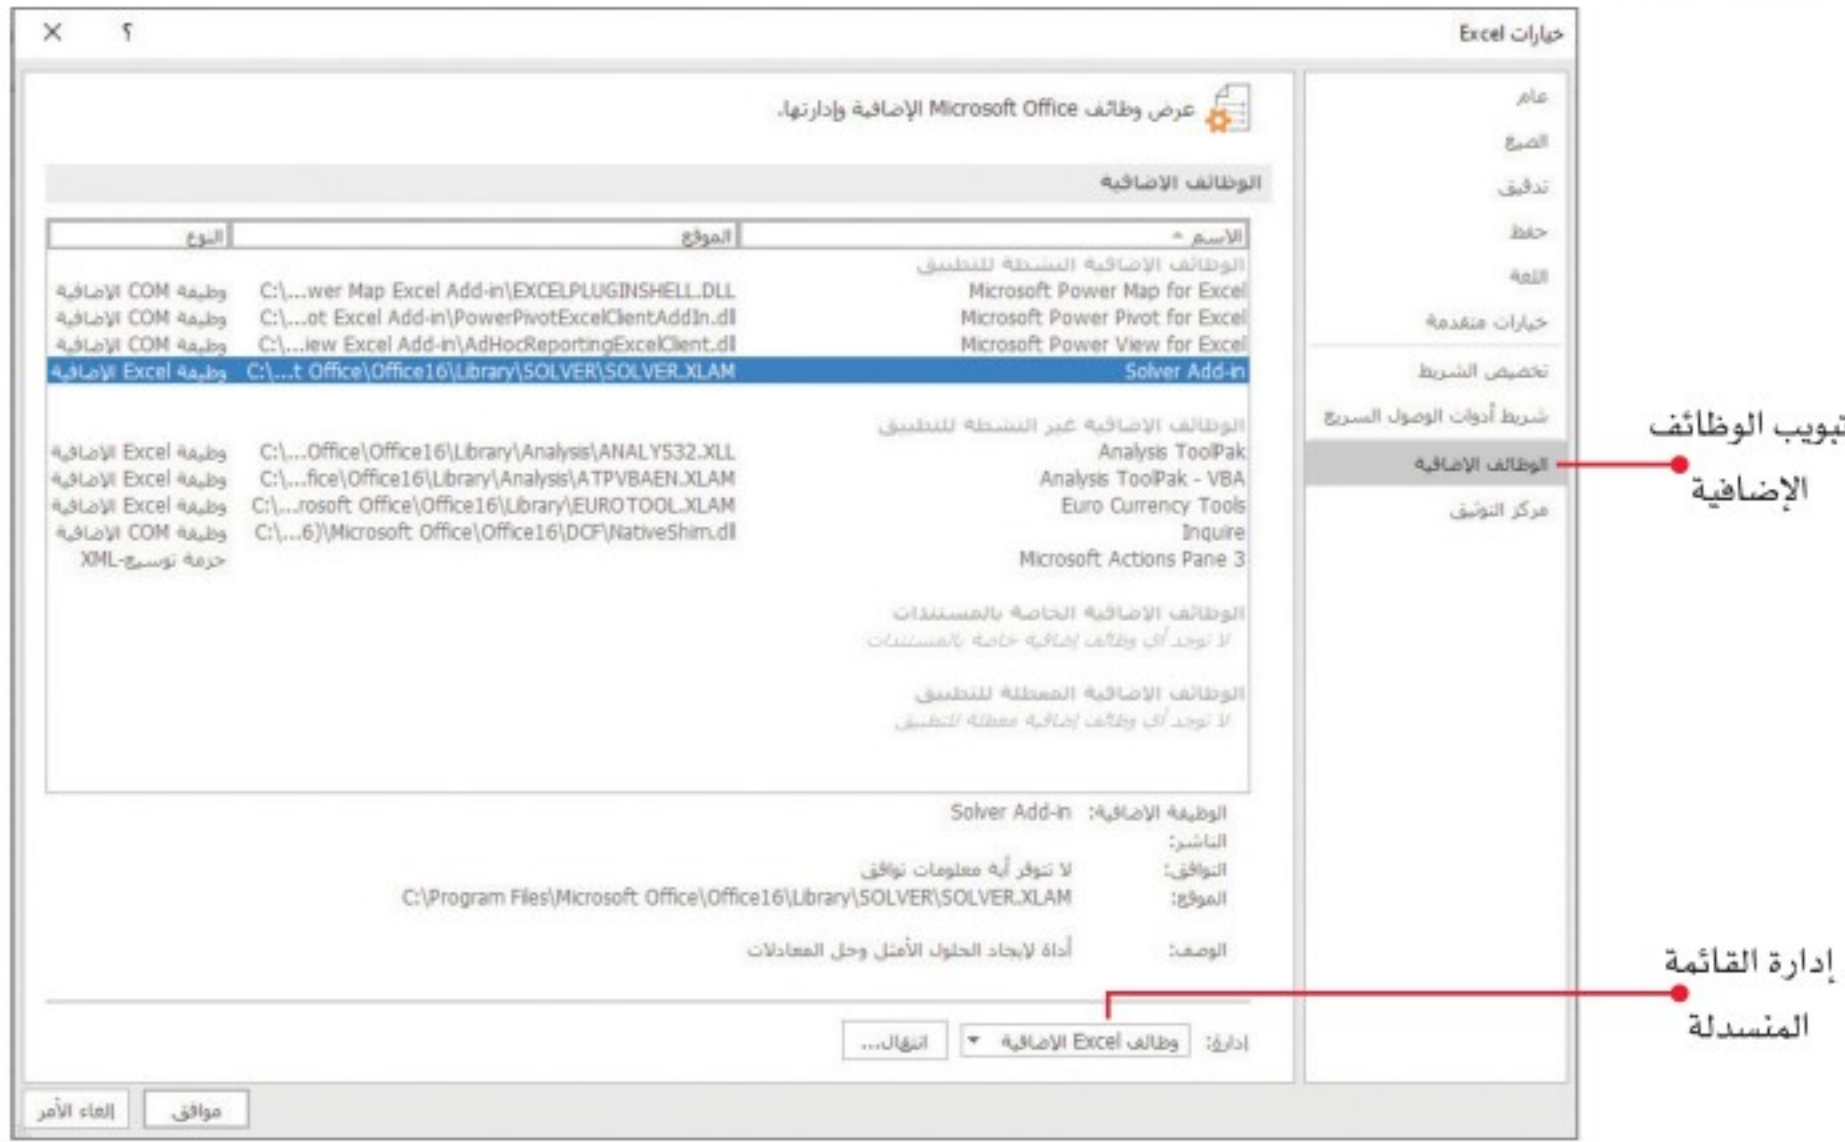 خيارات Excel
؟
عام
الصيغ
تدقيق
حفظ
اللغة
خيارات متقدمة
تخصيص الشريط
شريط أدوات الوصول السريع
الوظائف الإضافية
مركز التوثيق
تبويب الوظائف
الإضافية
عرض وظائف Microsoft Office الإضافية وإدارتها.
الوظائف الإضافية
الاسم الموقع النوع
الوظائف الإضافية النشطة للتطبيق
Microsoft Power Map for Excel C:\...wer Map Excel Add-in\EXCELPLUGINSHELL.DLL وظيفة COM الإضافية
Microsoft Power Pivot for Excel C:\...ot Excel Add-in\PowerPivotExcelClientAddIn.dll وظيفة COM الإضافية
Microsoft Power View for Excel C:\...iew Excel Add-in\AdHocReportingExcelClient.dll وظيفة COM الإضافية
Solver Add-in C:\...t Office\Office16\Library\SOLVER\SOLVER.XLAM وظيفة Excel الإضافية
الوظائف الإضافية غير النشطة للتطبيق
Analysis ToolPak C:\...Office\Office16\Library\Analysis\ANALYS32.XLL وظيفة Excel الإضافية
Analysis ToolPak - VBA C:\...fice\Office16\Library\Analysis\ATPVBAEN.XLAM وظيفة Excel الإضافية
Euro Currency Tools C:\...rosoft Office\Office16\Library\EUROTOOL.XLAM وظيفة Excel الإضافية
Inquire C:\...6)\Microsoft Office\Office16\DCF\NativeShim.dll وظيفة COM الإضافية
Microsoft Actions Pane 3 حزمة توسيع-XML
الوظائف الإضافية الخاصة بالمستندات
لا توجد أي وظائف إضافية خاصة بالمستندات
الوظائف الإضافية المعطلة للتطبيق
لا توجد أي وظائف إضافية معطلة للتطبيق
الوظيفة الإضافية: Solver Add-in
الناشر:
التوافق: لا تتوفر أية معلومات توافق
الموقع: C:\Program Files\Microsoft Office\Office16\Library\SOLVER\SOLVER.XLAM
الوصف: أداة لإيجاد الحلول الأمثل وحل المعادلات
إدارة القائمة
المنسدلة
إدارة: وظائف Excel الإضافية انتقال...
موافق إلغاء الأمر